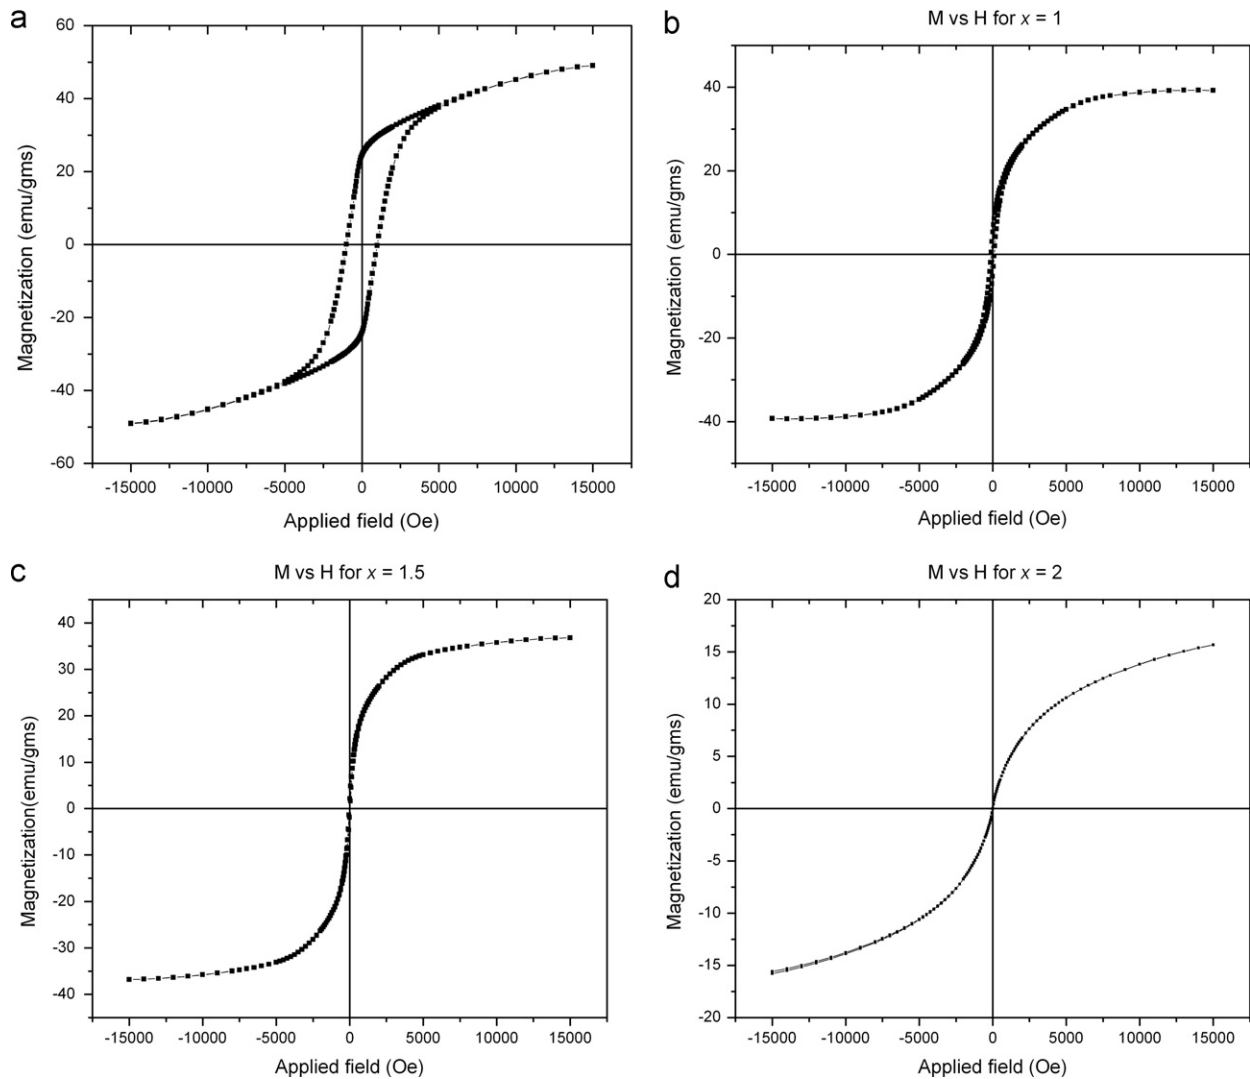 a
60
40
20
0
-20
-40
-60
Magnetization (emu/gms)
-15000 -10000 -5000 0 5000 10000 15000
Applied field (Oe)
b
M vs H for x = 1
40
20
0
-20
-40
Magnetization (emu/gms)
-15000 -10000 -5000 0 5000 10000 15000
Applied field (Oe)
c
M vs H for x = 1.5
40
30
20
10
0
-10
-20
-30
-40
Magnetization(emu/gms)
-15000 -10000 -5000 0 5000 10000 15000
Applied field (Oe)
d
M vs H for x = 2
20
15
10
5
0
-5
-10
-15
-20
Magnetization (emu/gms)
-15000 -10000 -5000 0 5000 10000 15000
Applied field (Oe)